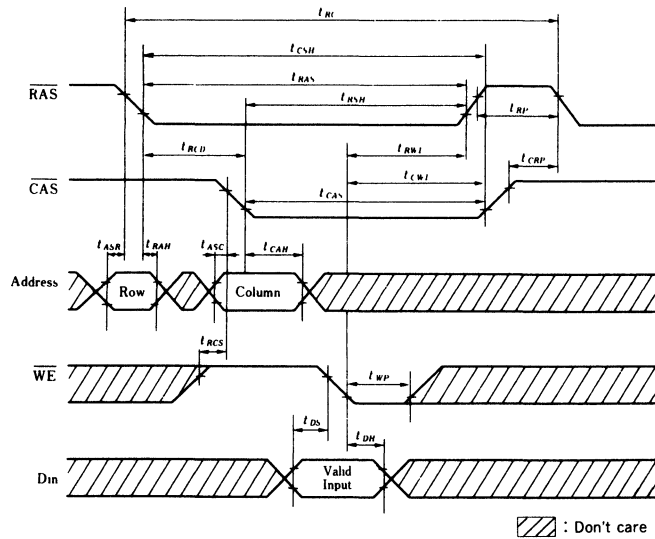 tRC
tCSH
tRAS
RAS
tRSH
tRP
tRCD
tRWL
tCRP
CAS
tCWL
tCAS
tASR
tRAH
tASC
tCAH
Address
Row
Column
tRCS
WE
tWP
tDS
tDH
Din
Valid
Input
: Don't care